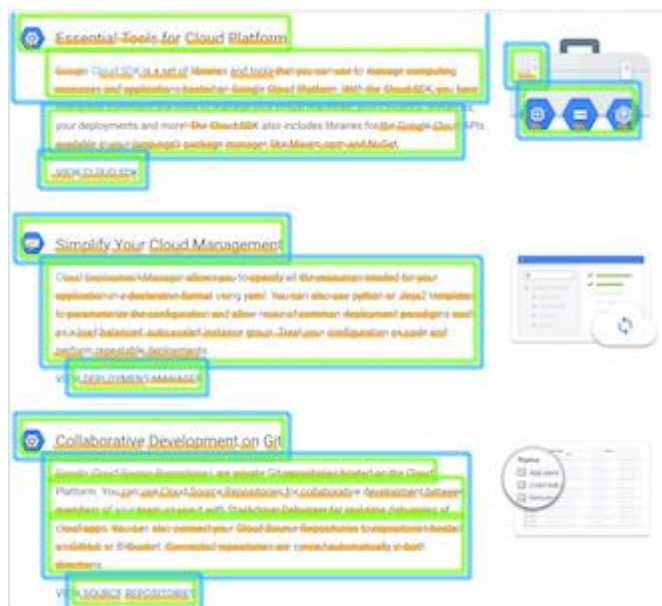 Essential Tools for Cloud Platform
Google Cloud SDK is a set of libraries and tools that you can use to manage computing
resources and applications hosted on Google Cloud Platform. With the Cloud SDK, you have
your deployments and more! The Cloud SDK also includes libraries for the Google Cloud APIs
available in your language's package manager like Maven, npm and NuGet.
VIEW CLOUD SDK
Simplify Your Cloud Management
Cloud Deployment Manager allows you to specify all the resources needed for your
application in a declarative format using yaml. You can also use python or Jinja2 templates
to parameterize the configuration and allow reuse of common deployment paradigms such
as a load balanced, auto-scaled instance group. Treat your configuration as code and
perform repeatable deployments.
VIEW DEPLOYMENT MANAGER
Collaborative Development on Git
Google Cloud Source Repositories are private Git repositories hosted on the Google Cloud
Platform. You can use Cloud Source Repositories for collaborative development between
members of your team or use it with Stackdriver Debugger for real-time debugging of
cloud apps. You can also connect your Cloud Source Repositories to repositories hosted
on GitHub or Bitbucket. Connected repositories are synced automatically in both
directions.
VIEW SOURCE REPOSITORIES
Name
App.yaml